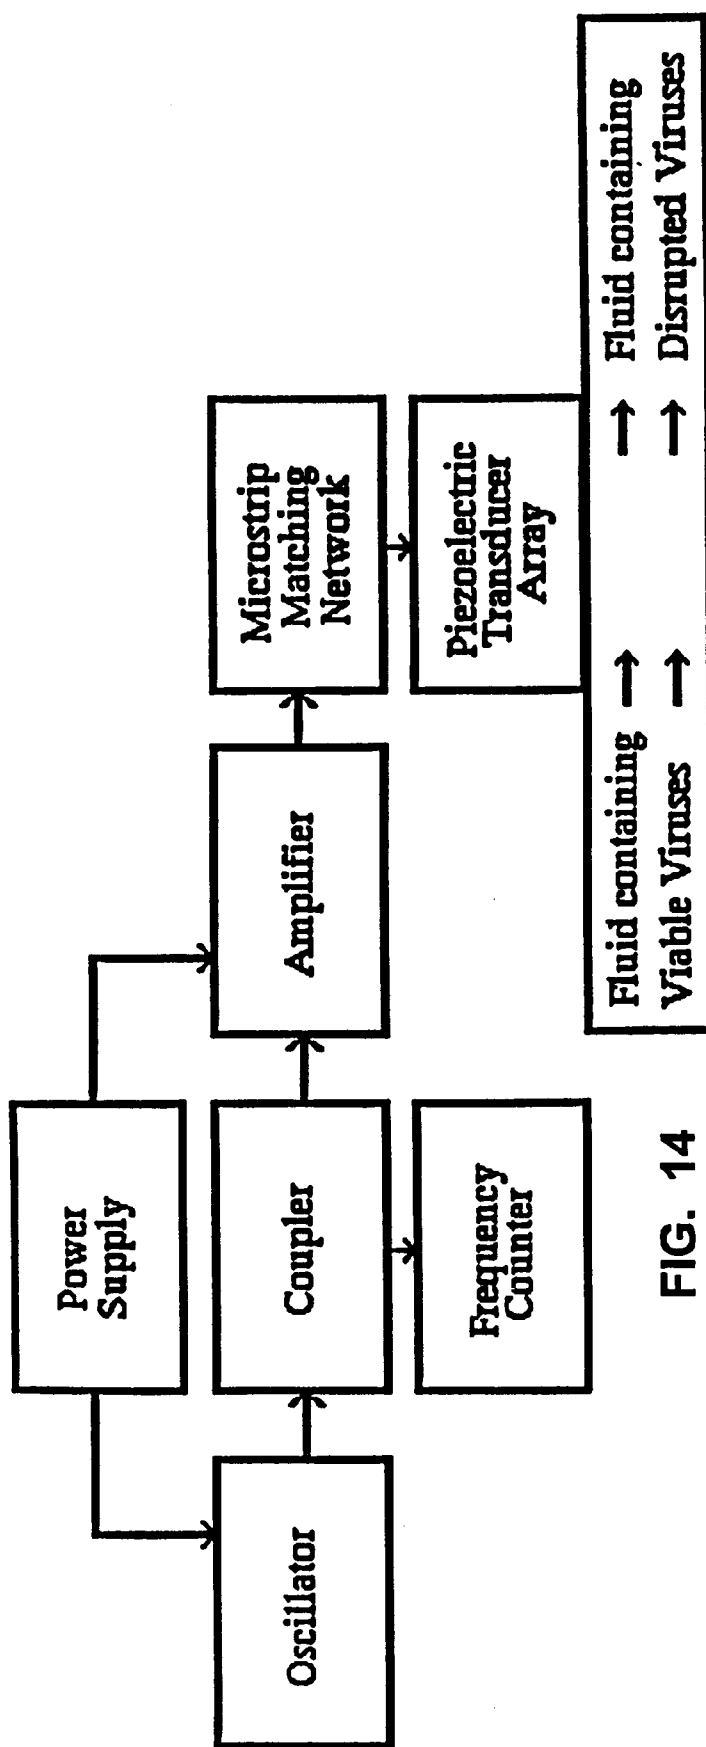 Power
Supply
Oscillator
Coupler
Amplifier
Microstrip
Matching
Network
Frequency
Counter
Piezoelectric
Transducer
Array
Fluid containing → → Fluid containing
Viable Viruses → → Disrupted Viruses
FIG. 14